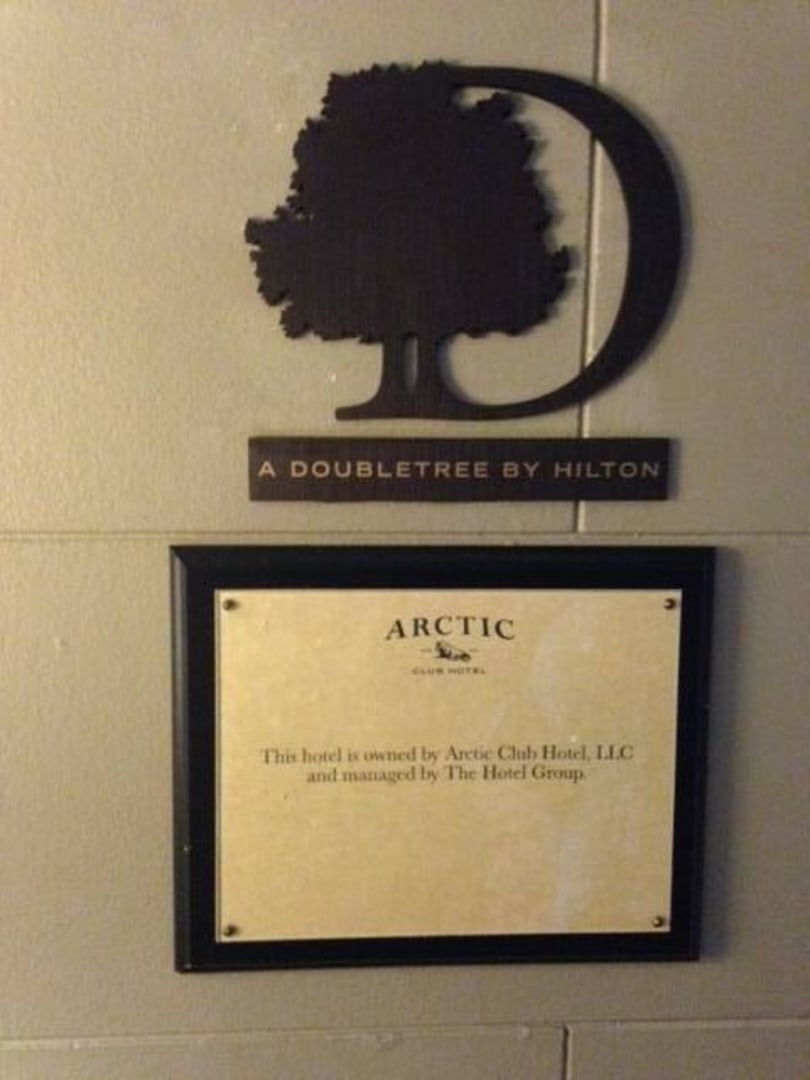 A DOUBLETREE BY HILTON
ARCTIC
CLUB HOTEL
This hotel is owned by Arctic Club Hotel, LLC
and managed by The Hotel Group.